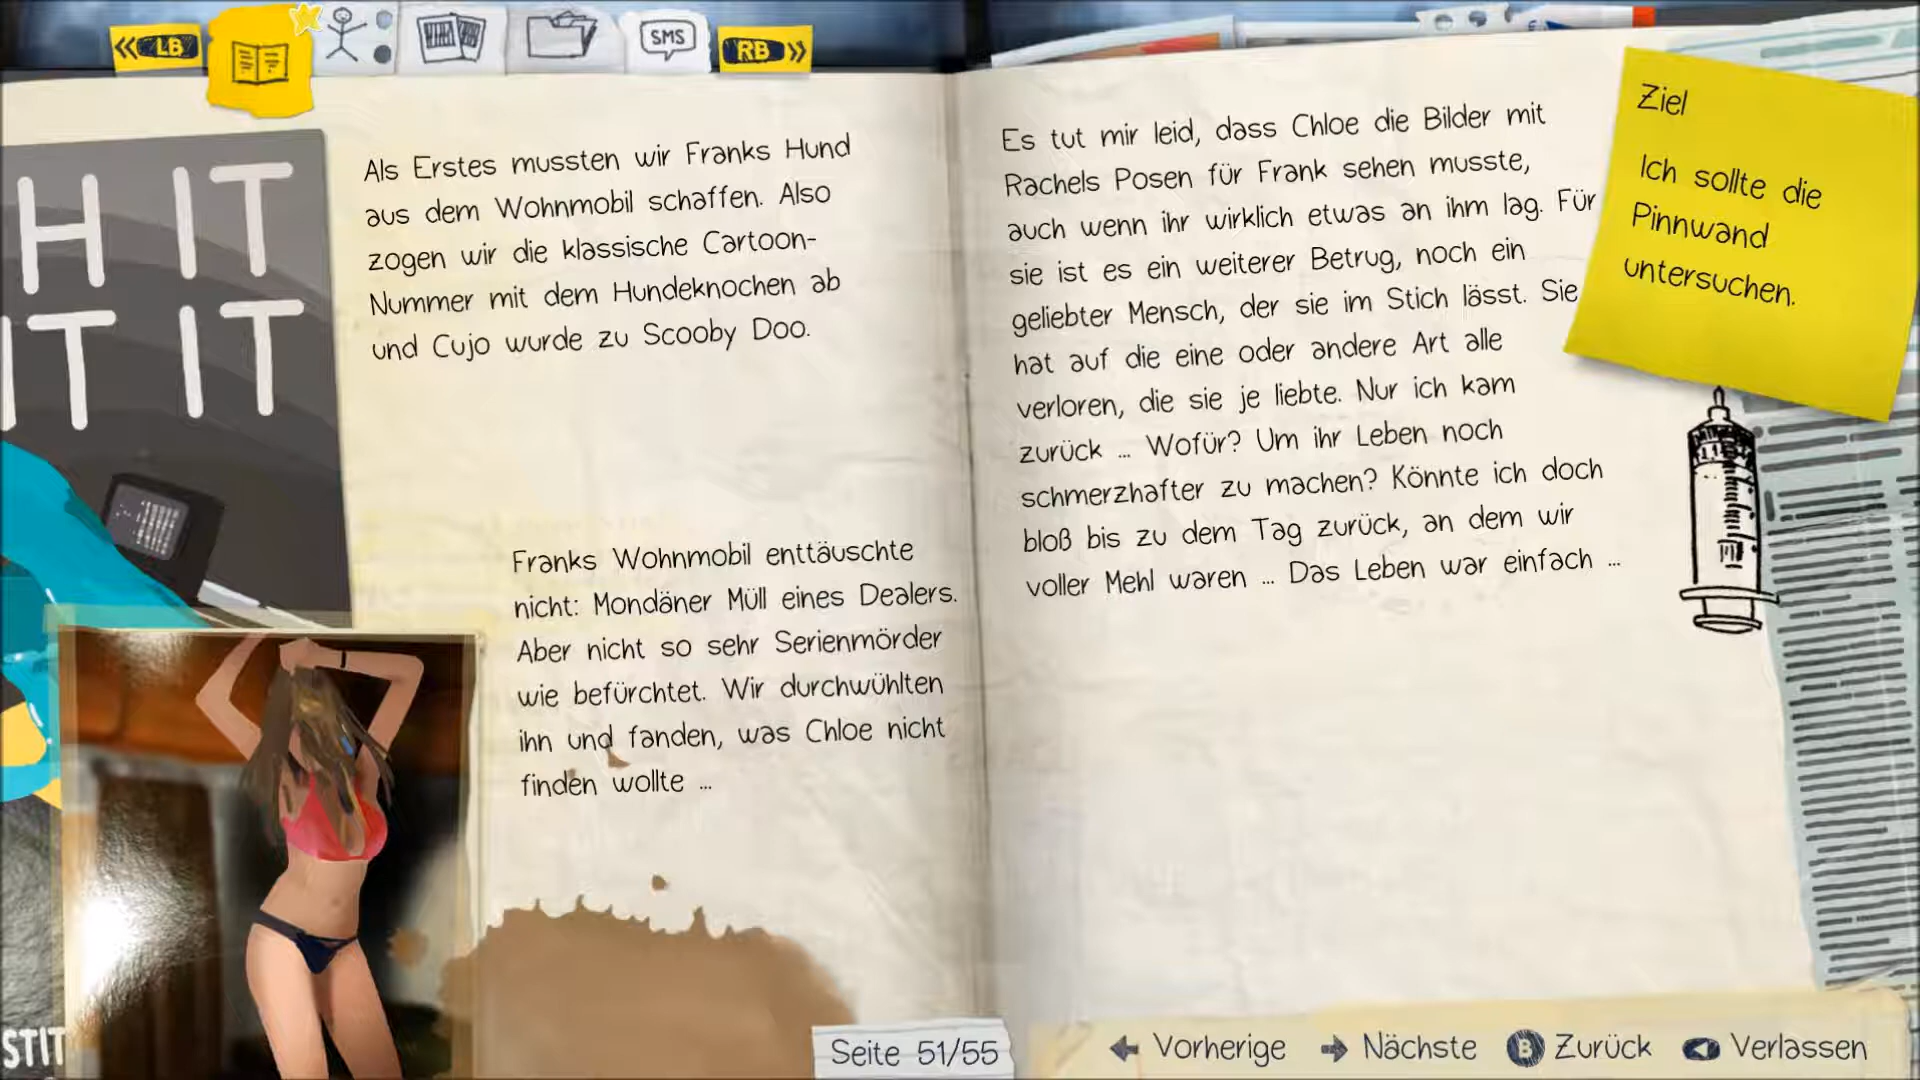 LB
SMS
RB
H IT
IT IT
Als Erstes mussten wir Franks Hund
aus dem Wohnmobil schaffen. Also
zogen wir die klassische Cartoon-
Nummer mit dem Hundeknochen ab
und Cujo wurde zu Scooby Doo.
Franks Wohnmobil enttäuschte
nicht: Mondäner Müll eines Dealers.
Aber nicht so sehr Serienmörder
wie befürchtet. Wir durchwühlten
ihn und fanden, was Chloe nicht
finden wollte ...
Es tut mir leid, dass Chloe die Bilder mit
Rachels Posen für Frank sehen musste,
auch wenn ihr wirklich etwas an ihm lag. Für
sie ist es ein weiterer Betrug, noch ein
geliebter Mensch, der sie im Stich lässt. Sie
hat auf die eine oder andere Art alle
verloren, die sie je liebte. Nur ich kam
zurück ... Wofür? Um ihr Leben noch
schmerzhafter zu machen? Könnte ich doch
bloß bis zu dem Tag zurück, an dem wir
voller Mehl waren ... Das Leben war einfach ...
Ziel
Ich sollte die
Pinnwand
untersuchen.
STIT
Seite 51/55
Vorherige
Nächste
B Zurück
Verlassen